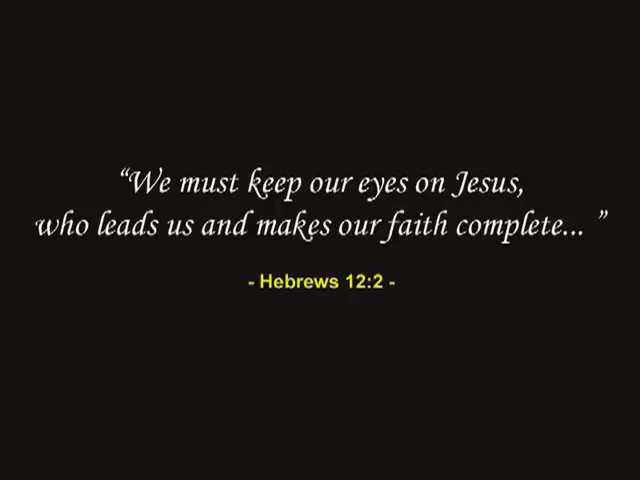 “We must keep our eyes on Jesus,
who leads us and makes our faith complete... ”
- Hebrews 12:2 -